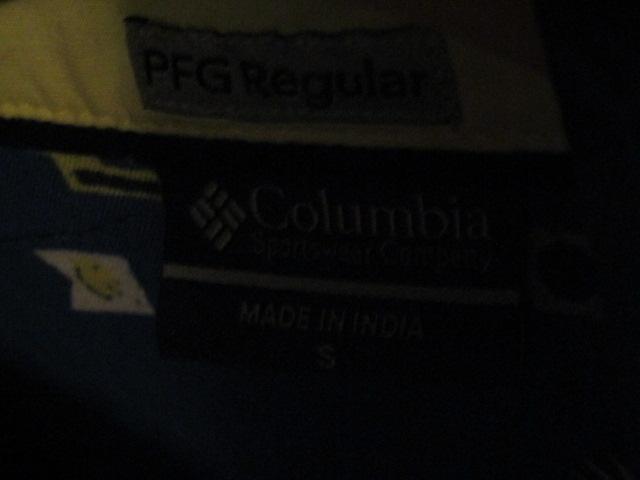 PFG Regular
Columbia
Sportswear Company
MADE IN INDIA
S